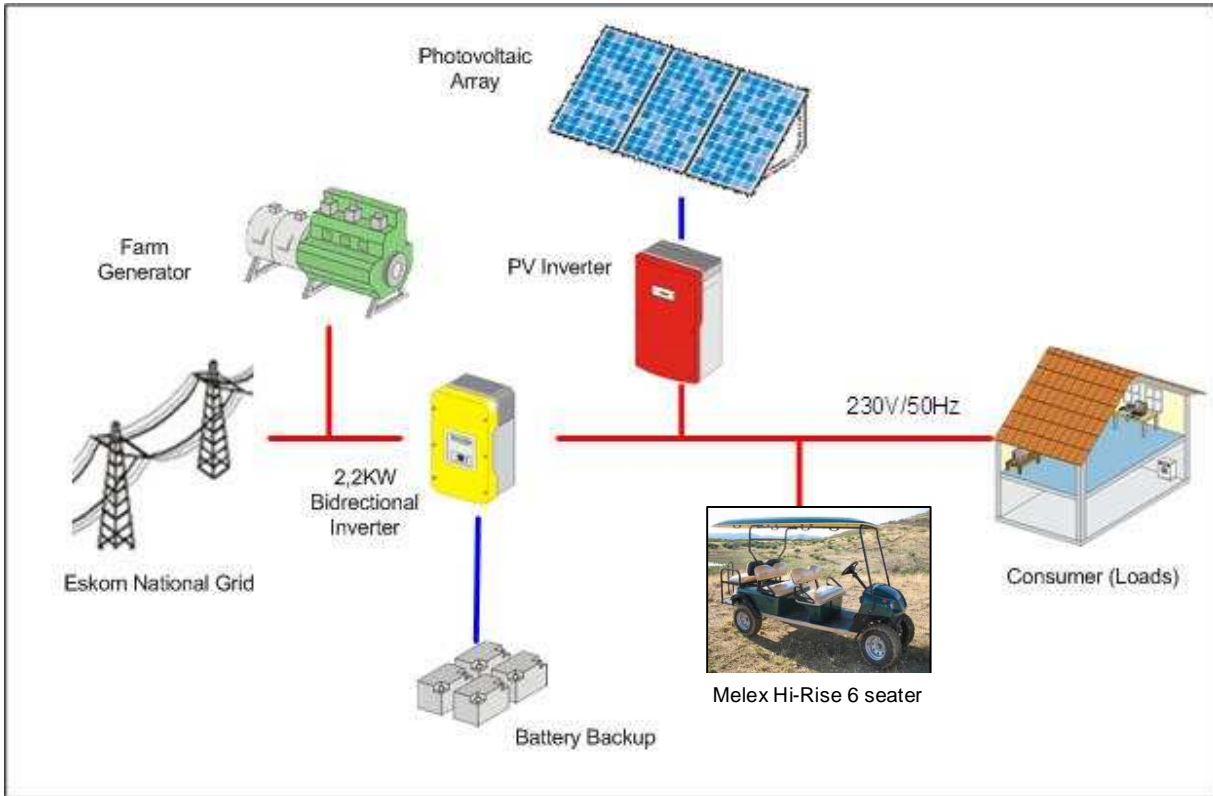 Photovoltaic
Array
Farm
Generator
PV Inverter
230V/50Hz
2,2KW
Bidrectional
Inverter
Eskom National Grid
Consumer (Loads)
Melex Hi-Rise 6 seater
Battery Backup